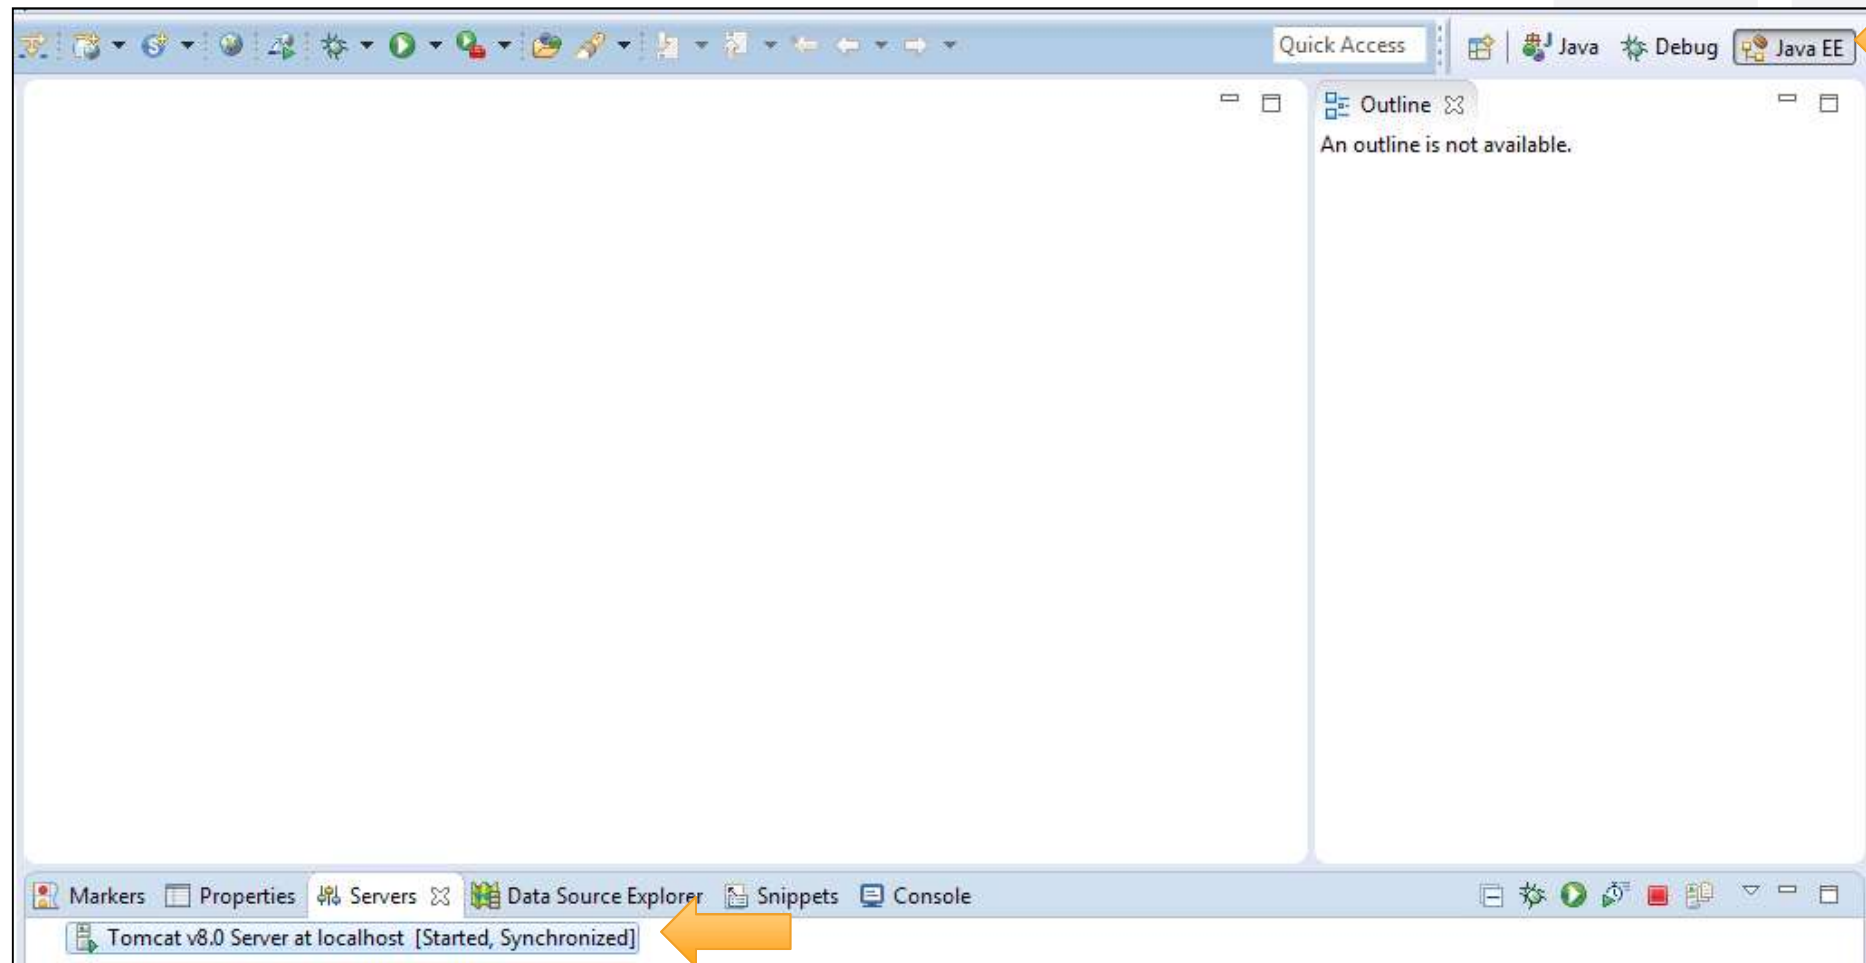 Quick Access Java Debug Java EE
Outline
An outline is not available.
Markers Properties Servers Data Source Explorer Snippets Console
Tomcat v8.0 Server at localhost [Started, Synchronized]